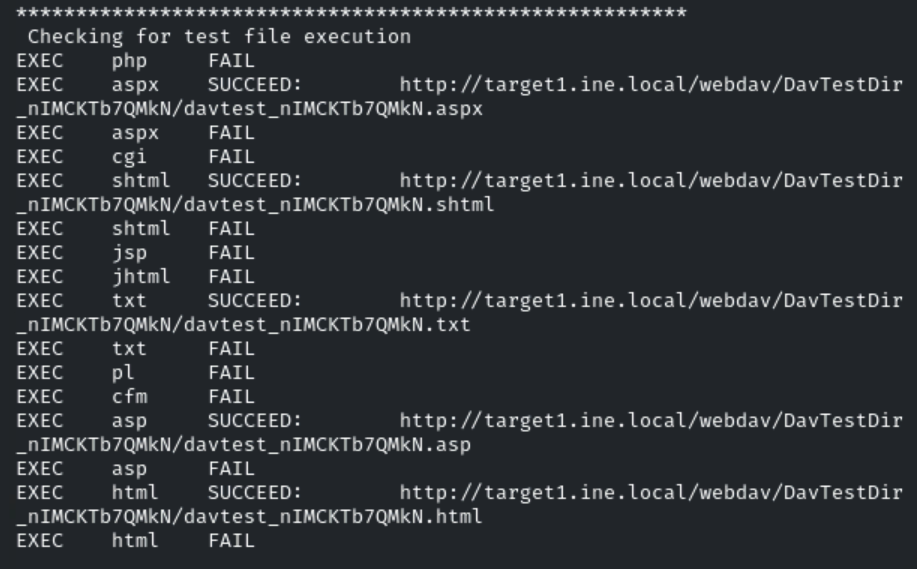 ********************************************************
 Checking for test file execution
EXEC    php     FAIL
EXEC    aspx    SUCCEED:        http://target1.ine.local/webdav/DavTestDir
_nIMCKTb7QMkN/davtest_nIMCKTb7QMkN.aspx
EXEC    aspx    FAIL
EXEC    cgi     FAIL
EXEC    shtml   SUCCEED:        http://target1.ine.local/webdav/DavTestDir
_nIMCKTb7QMkN/davtest_nIMCKTb7QMkN.shtml
EXEC    shtml   FAIL
EXEC    jsp     FAIL
EXEC    jhtml   FAIL
EXEC    txt     SUCCEED:        http://target1.ine.local/webdav/DavTestDir
_nIMCKTb7QMkN/davtest_nIMCKTb7QMkN.txt
EXEC    txt     FAIL
EXEC    pl      FAIL
EXEC    cfm     FAIL
EXEC    asp     SUCCEED:        http://target1.ine.local/webdav/DavTestDir
_nIMCKTb7QMkN/davtest_nIMCKTb7QMkN.asp
EXEC    asp     FAIL
EXEC    html    SUCCEED:        http://target1.ine.local/webdav/DavTestDir
_nIMCKTb7QMkN/davtest_nIMCKTb7QMkN.html
EXEC    html    FAIL